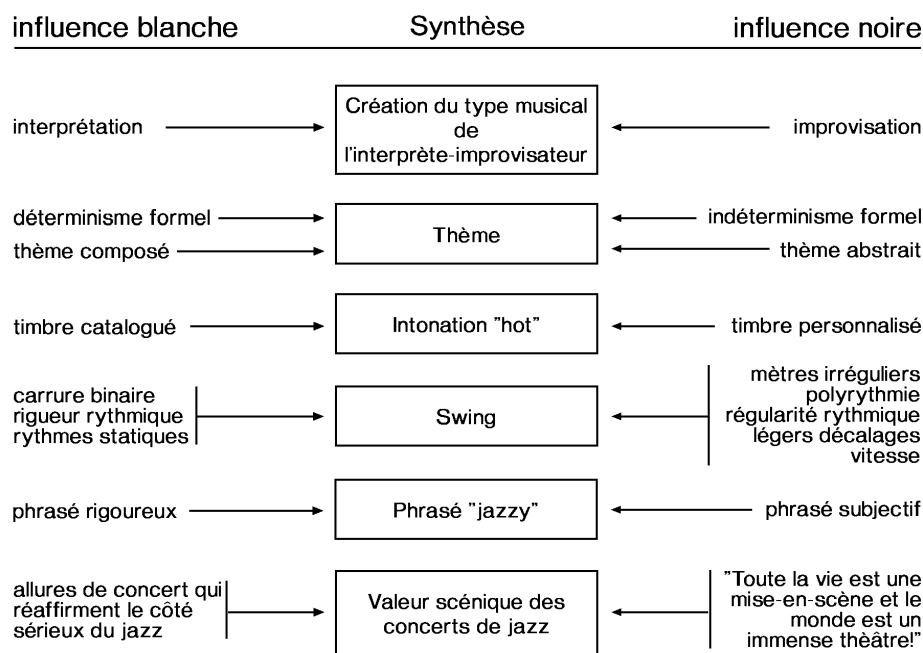 influence blanche Synthèse influence noire
interprétation
Création du type musical
de
l'interprète-improvisateur
improvisation
déterminisme formel
thème composé
Thème
indéterminisme formel
thème abstrait
timbre catalogué
Intonation "hot"
timbre personnalisé
carrure binaire
rigueur rythmique
rythmes statiques
Swing
mètres irréguliers
polyrythmie
régularité rythmique
légers décalages
vitesse
phrasé rigoureux
Phrasé "jazzy"
phrasé subjectif
allures de concert qui
réaffirment le côté
sérieux du jazz
Valeur scénique des
concerts de jazz
"Toute la vie est une
mise-en-scène et le
monde est un
immense thèâtre!"